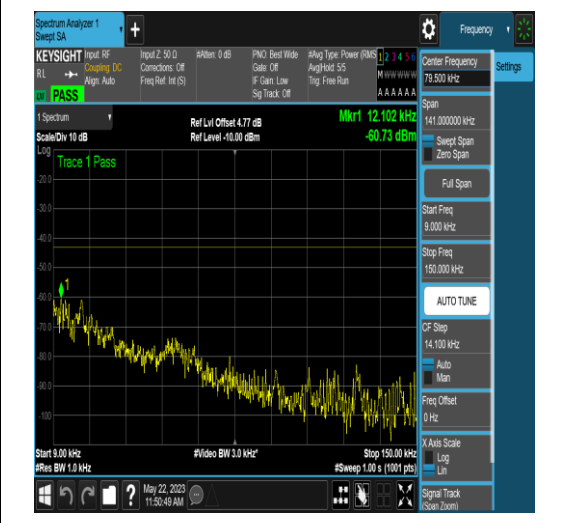 Spectrum Analyzer 1
Swept SA
Frequency
KEYSIGHT
RL
PASS
Input: RF
Coupling: DC
Align: Auto
Input Z: 50 Ω
Corrections: Off
Freq Ref: Int (S)
#Atten: 0 dB
PNO: Best Wide
Gate: Off
IF Gain: Low
Sig Track: Off
#Avg Type: Power (RMS)
Avg|Hold: 5/5
Trig: Free Run
1 2 3 4 5 6
M W W W W W
A A A A A A
1 Spectrum
Scale/Div 10 dB
Log
Ref Lvl Offset 4.77 dB
Ref Level -10.00 dBm
Mkr1 12.102 kHz
-60.73 dBm
Trace 1 Pass
1
-20.0
-30.0
-40.0
-50.0
-60.0
-70.0
-80.0
-90.0
-100
Start 9.00 kHz
#Res BW 1.0 kHz
#Video BW 3.0 kHz*
Stop 150.00 kHz
#Sweep 1.00 s (1001 pts)
?
May 22, 2023
11:50:49 AM
Center Frequency
79.500 kHz
Settings
Span
141.000000 kHz
Swept Span
Zero Span
Full Span
Start Freq
9.000 kHz
Stop Freq
150.000 kHz
AUTO TUNE
CF Step
14.100 kHz
Auto
Man
Freq Offset
0 Hz
X Axis Scale
Log
Lin
Signal Track
(Span Zoom)